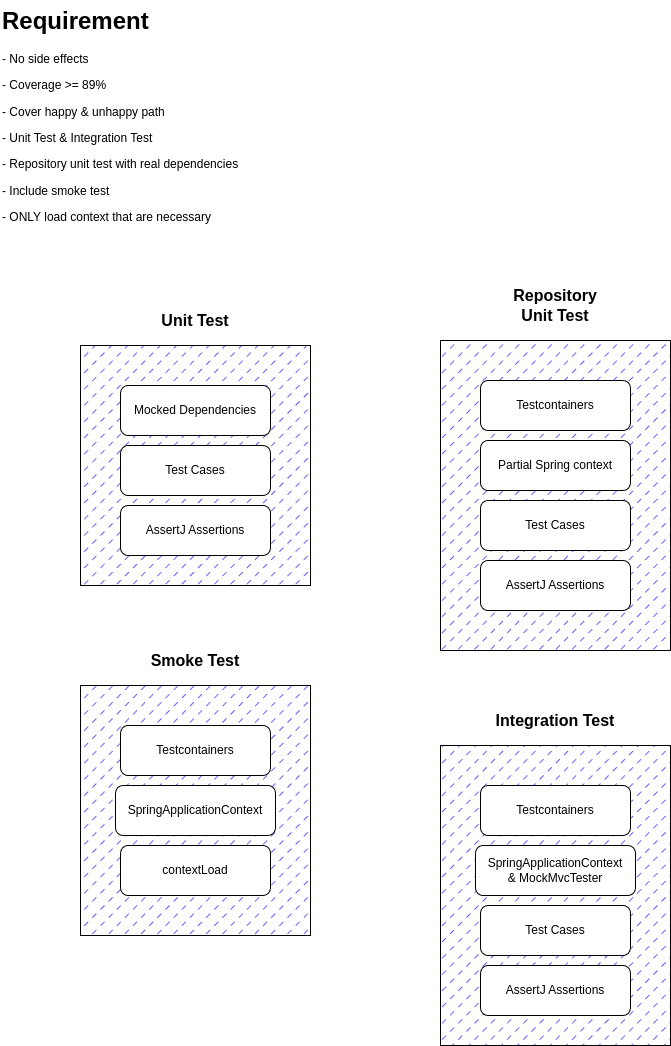 Requirement
- No side effects
- Coverage >= 89%
- Cover happy & unhappy path
- Unit Test & Integration Test
- Repository unit test with real dependencies
- Include smoke test
- ONLY load context that are necessary
Unit Test
Mocked Dependencies
Test Cases
AssertJ Assertions
Repository
Unit Test
Testcontainers
Partial Spring context
Test Cases
AssertJ Assertions
Smoke Test
Testcontainers
SpringApplicationContext
contextLoad
Integration Test
Testcontainers
SpringApplicationContext
& MockMvcTester
Test Cases
AssertJ Assertions